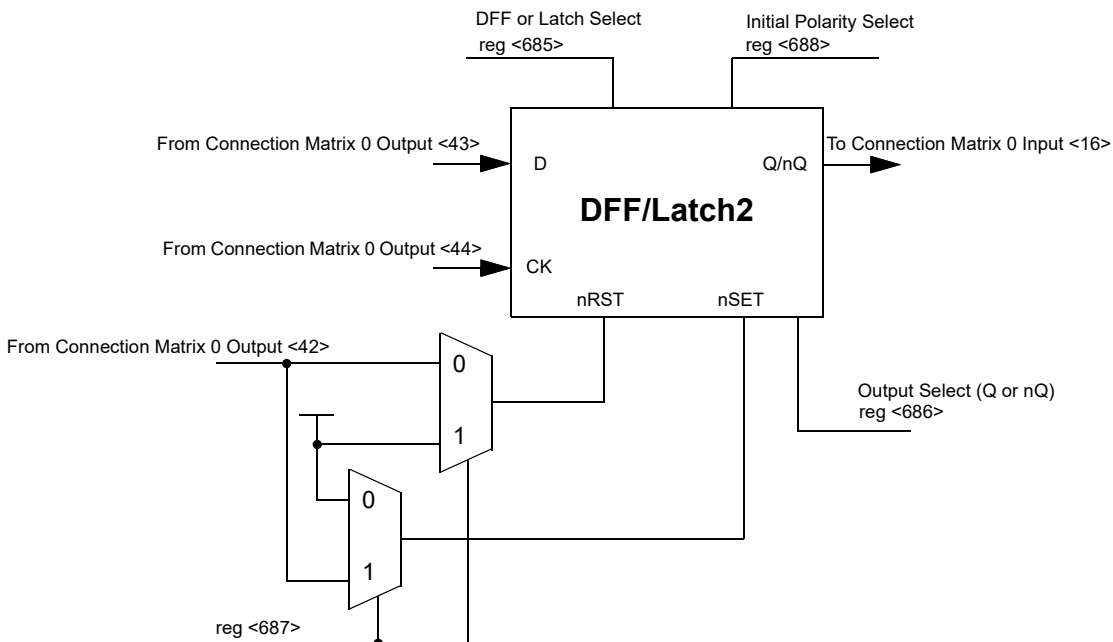 DFF or Latch Select
reg <685>
Initial Polarity Select
reg <688>
From Connection Matrix 0 Output <43>
To Connection Matrix 0 Input <16>
D
Q/nQ
DFF/Latch2
From Connection Matrix 0 Output <44>
CK
nRST
nSET
From Connection Matrix 0 Output <42>
0
1
Output Select (Q or nQ)
reg <686>
0
1
reg <687>